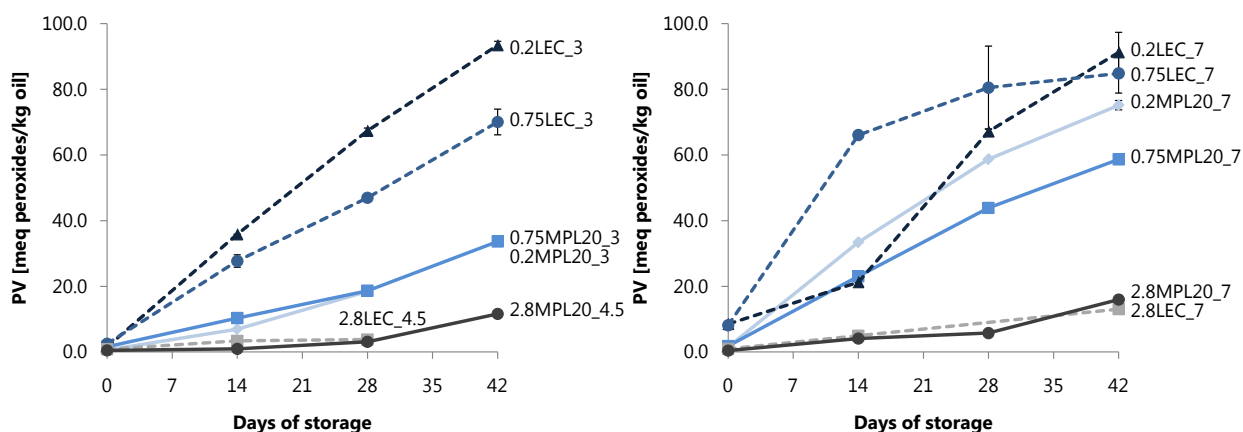 100.0
80.0
60.0
40.0
20.0
0.0
PV [meq peroxides/kg oil]
0.2LEC_3
0.75LEC_3
0.75MPL20_3
0.2MPL20_3
2.8LEC_4.5
2.8MPL20_4.5
0 7 14 21 28 35 42
Days of storage
100.0
80.0
60.0
40.0
20.0
0.0
PV [meq peroxides/kg oil]
0.2LEC_7
0.75LEC_7
0.2MPL20_7
0.75MPL20_7
2.8MPL20_7
2.8LEC_7
0 7 14 21 28 35 42
Days of storage